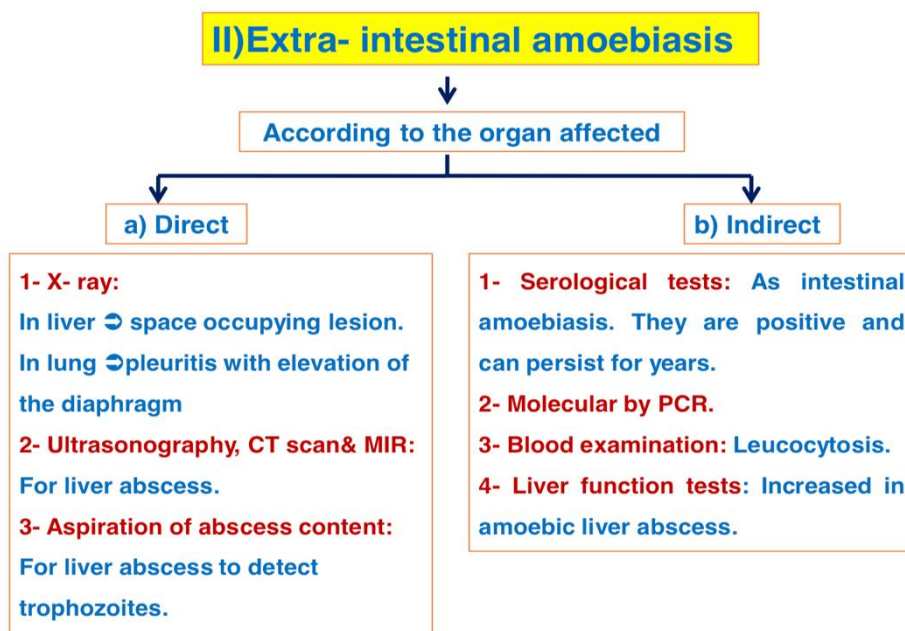 II)Extra- intestinal amoebiasis
According to the organ affected
a) Direct
1- X- ray:
In liver ➲ space occupying lesion.
In lung ➲pleuritis with elevation of
the diaphragm
2- Ultrasonography, CT scan& MIR:
For liver abscess.
3- Aspiration of abscess content:
For liver abscess to detect
trophozoites.
b) Indirect
1- Serological tests: As intestinal
amoebiasis. They are positive and
can persist for years.
2- Molecular by PCR.
3- Blood examination: Leucocytosis.
4- Liver function tests: Increased in
amoebic liver abscess.